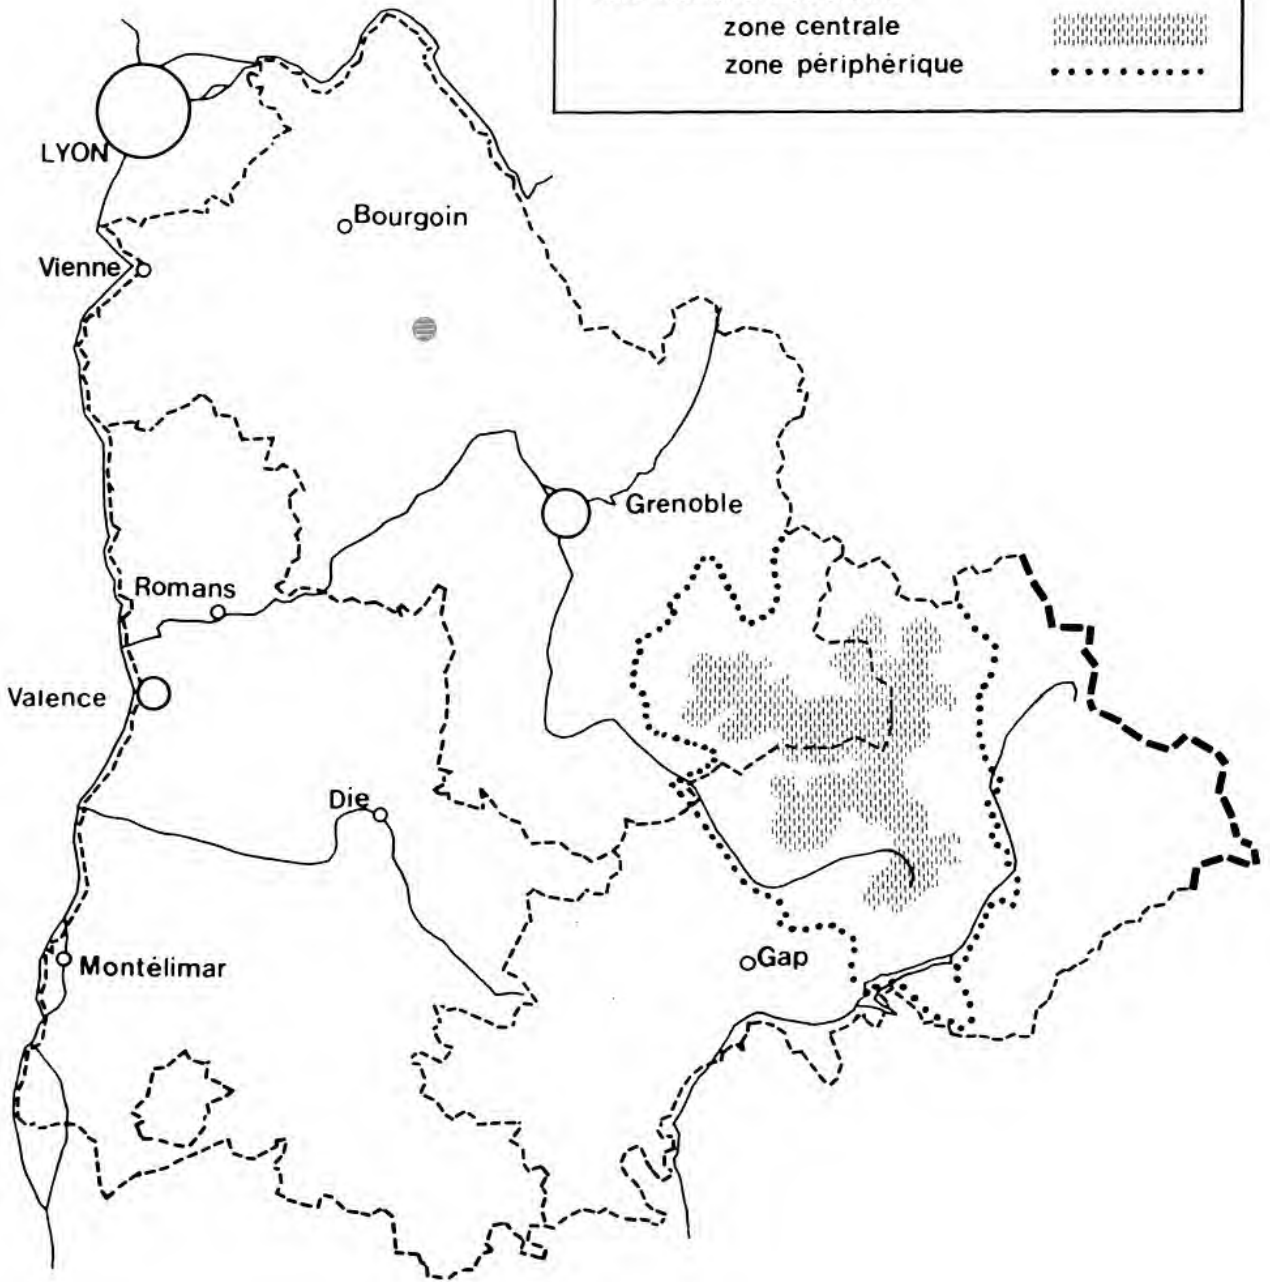 zone centrale
zone périphérique
LYON
Bourgoin
Vienne
Grenoble
Romans
Valence
Die
Gap
Montélimar